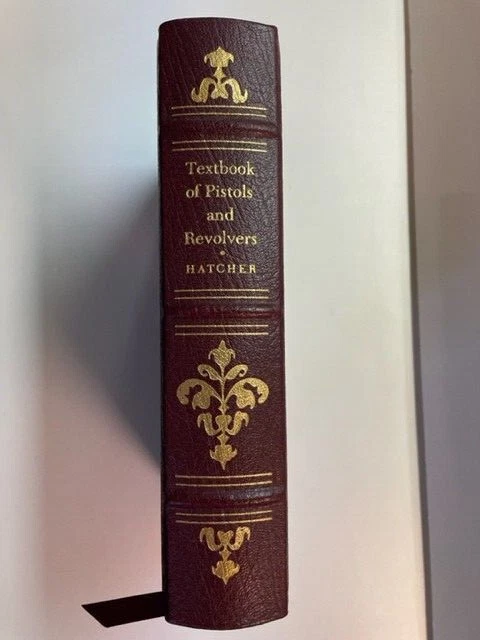 Textbook
of Pistols
and
Revolvers
HATCHER